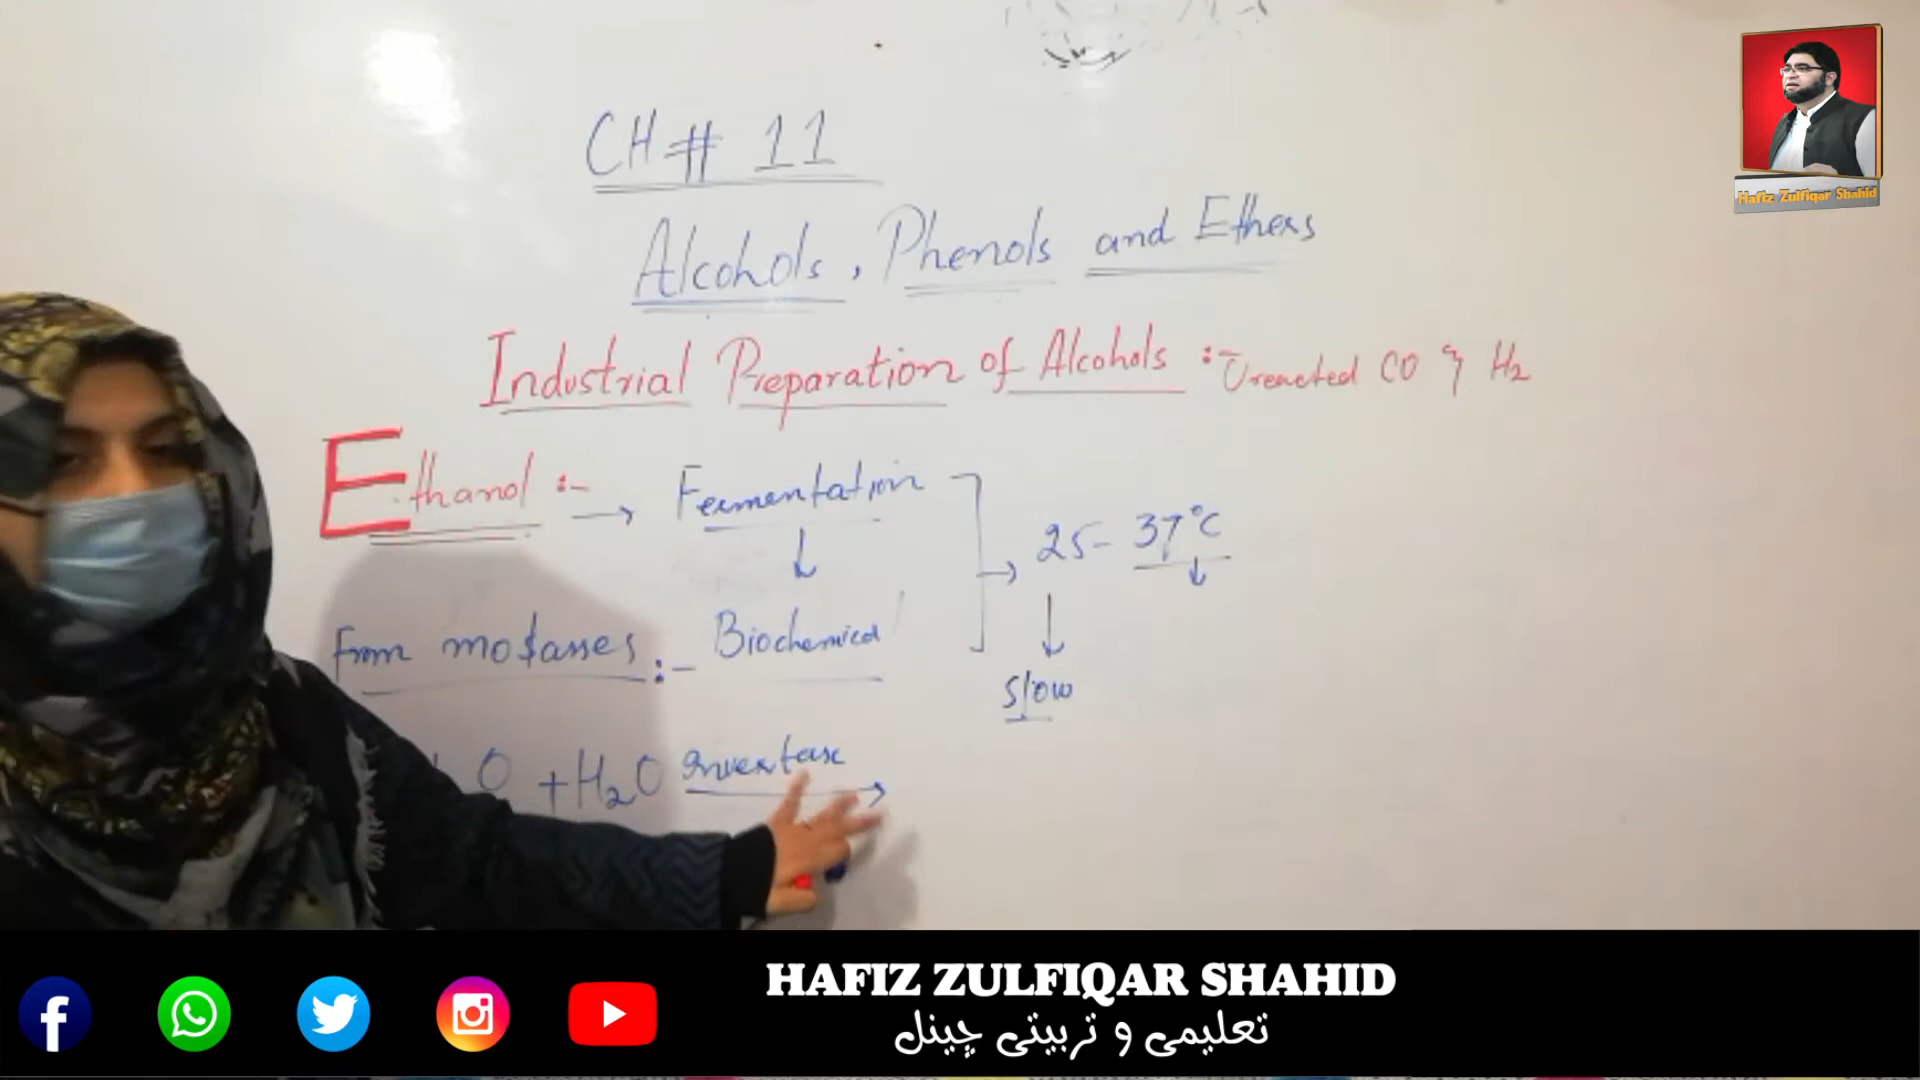 Hafiz Zulfiqar Shahid
CH # 11
Alcohols, Phenols and Ethers
Industrial Preparation of Alcohols :- Ureacted CO & H2
Ethanol :- → Fermentation → 25- 37°C
↓ ↓ ↓
From molasses :- Biochemical
slow
O + H2O Invertase →
HAFIZ ZULFIQAR SHAHID
تعلیمی و تربیتی چینل